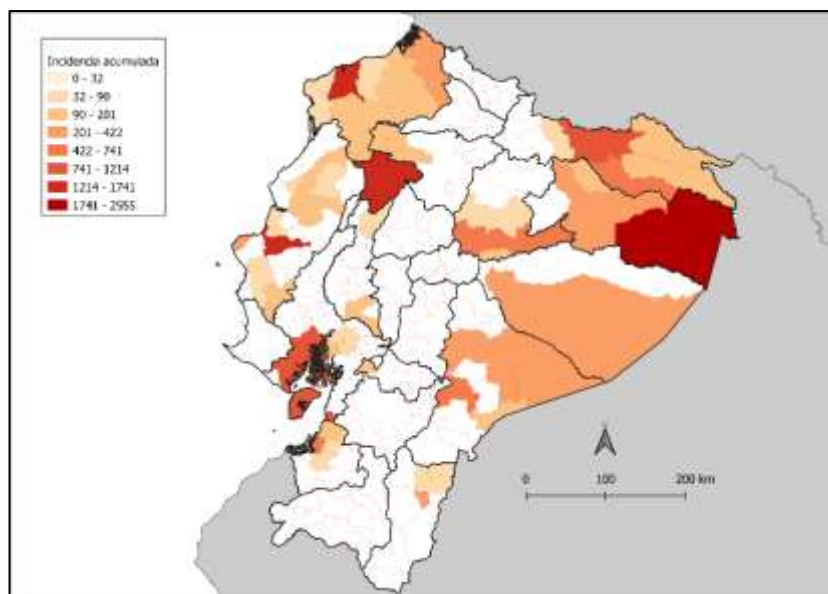 Incidencia acumulada
0 - 32
32 - 90
90 - 201
201 - 422
422 - 741
741 - 1214
1214 - 1741
1741 - 2955
0 100 200 km